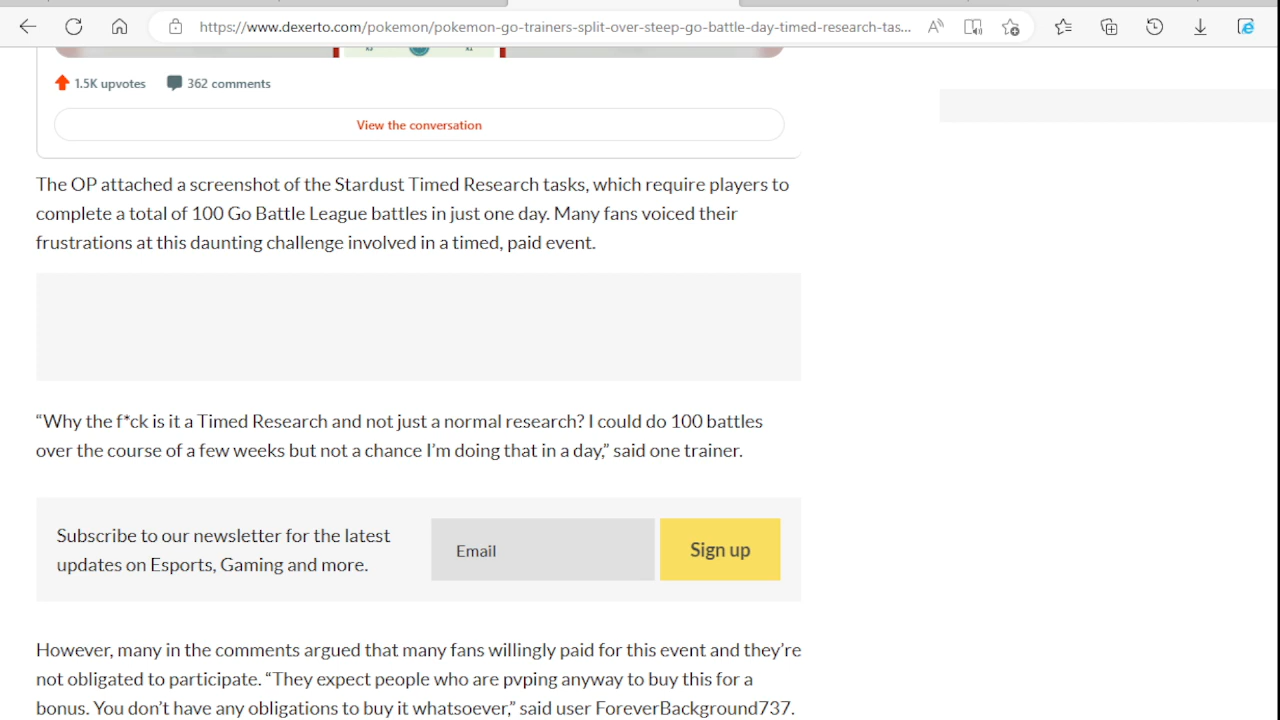 https://www.dexerto.com/pokemon/pokemon-go-trainers-split-over-steep-go-battle-day-timed-research-tas...
1.5K upvotes 362 comments
View the conversation
The OP attached a screenshot of the Stardust Timed Research tasks, which require players to
complete a total of 100 Go Battle League battles in just one day. Many fans voiced their
frustrations at this daunting challenge involved in a timed, paid event.
“Why the f*ck is it a Timed Research and not just a normal research? I could do 100 battles
over the course of a few weeks but not a chance I’m doing that in a day,” said one trainer.
Subscribe to our newsletter for the latest
updates on Esports, Gaming and more.
Email
Sign up
However, many in the comments argued that many fans willingly paid for this event and they’re
not obligated to participate. “They expect people who are pvping anyway to buy this for a
bonus. You don’t have any obligations to buy it whatsoever,” said user ForeverBackground737.